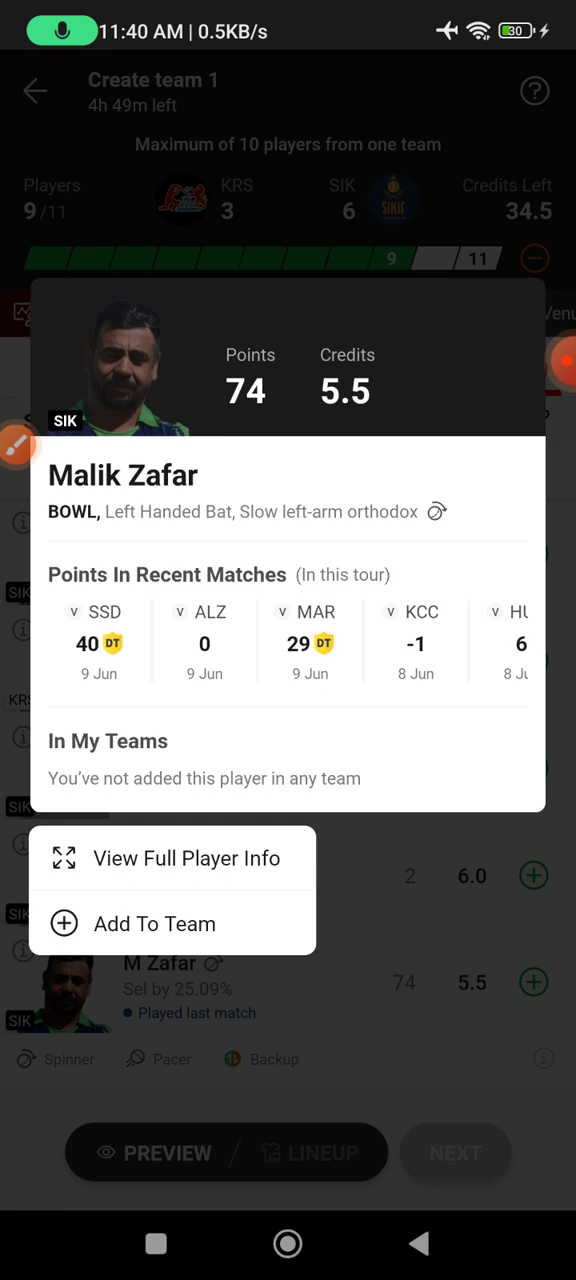 11:40 AM | 0.5KB/s
30
Create team 1
4h 49m left
Maximum of 10 players from one team
Players
9/11
KRS
3
SIK
6
Credits Left
34.5
9
11
Points
74
Credits
5.5
SIK
Malik Zafar
BOWL, Left Handed Bat, Slow left-arm orthodox
Points In Recent Matches (In this tour)
v SSD
v ALZ
v MAR
v KCC
v HU
40 DT
0
29 DT
-1
6
9 Jun
9 Jun
9 Jun
8 Jun
8 Ju
In My Teams
You've not added this player in any team
SIK
KRS
SIK
View Full Player Info
2
6.0
Add To Team
SIK
M Zafar
Sel by 25.09%
74
5.5
SIK
Played last match
Spinner
Pacer
Backup
PREVIEW / LINEUP
NEXT